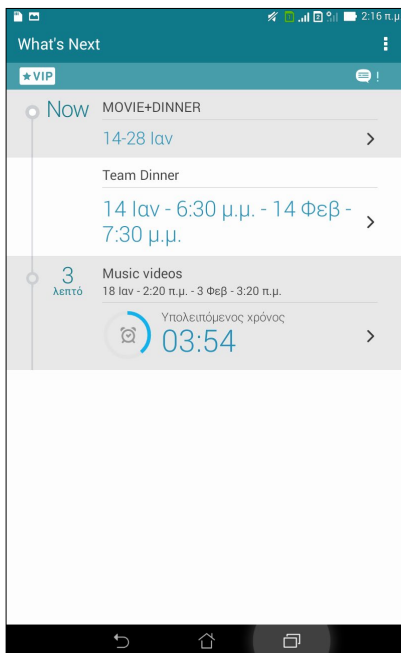 2:16 π.μ
What's Next
VIP
!
Now
MOVIE+DINNER
14-28 Ιαν
Team Dinner
14 Ιαν - 6:30 μ.μ. - 14 Φεβ -
7:30 μ.μ.
3
λεπτό
Music videos
18 Ιαν - 2:20 π.μ. - 3 Φεβ - 3:20 π.μ.
Υπολειπόμενος χρόνος
03:54